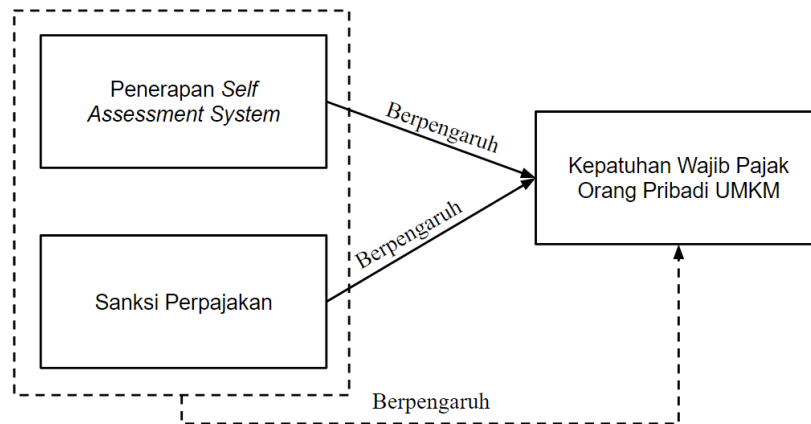 Penerapan Self
Assessment System
Berpengaruh
Kepatuhan Wajib Pajak
Orang Pribadi UMKM
Berpengaruh
Sanksi Perpajakan
Berpengaruh